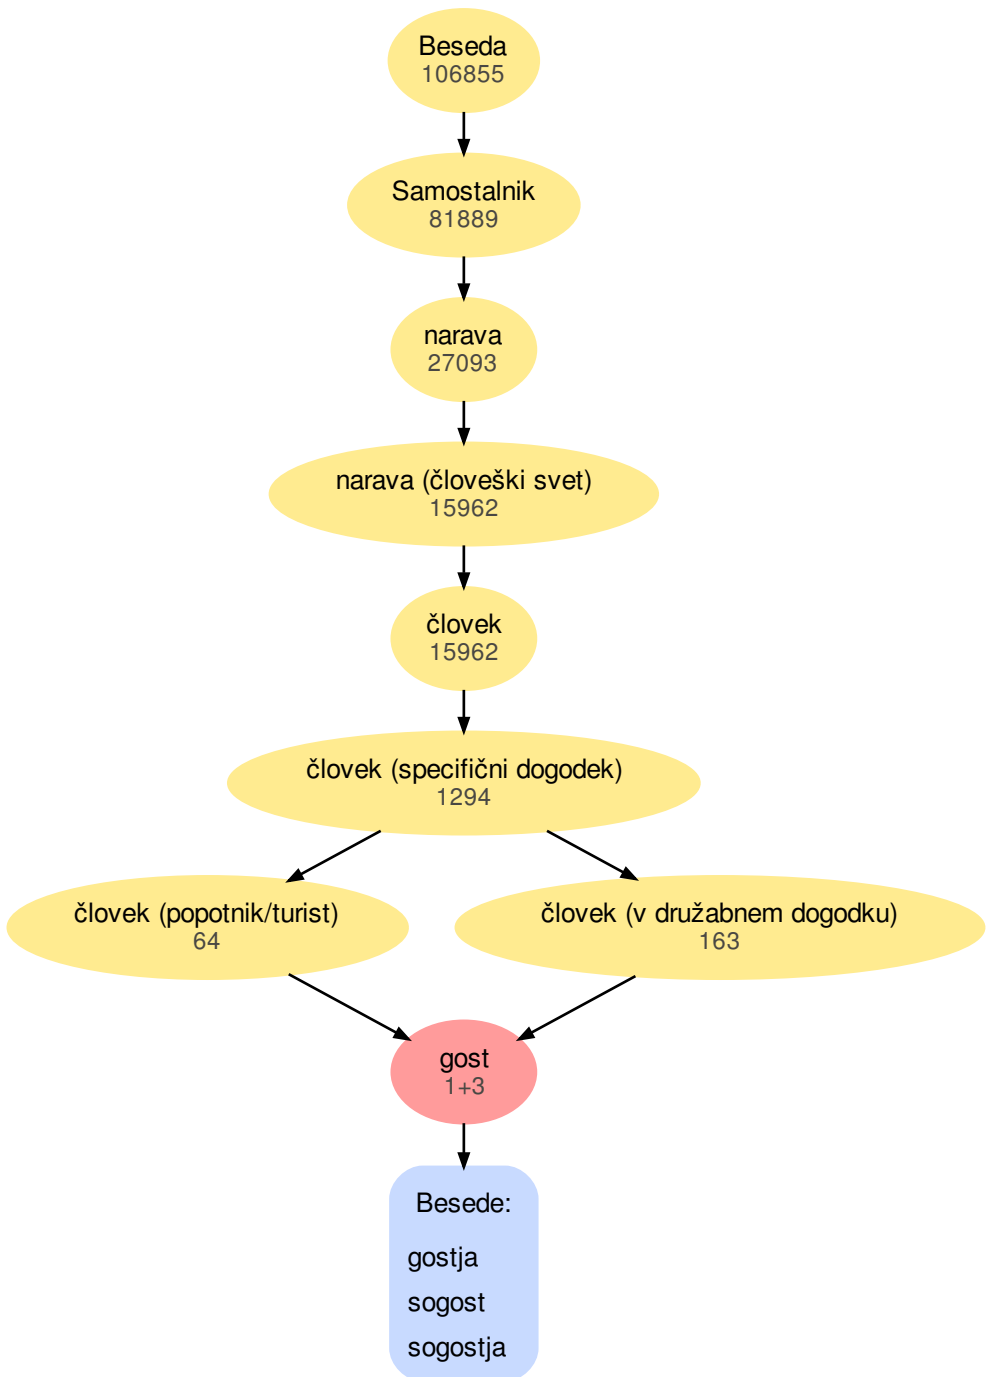 Beseda
106855
Samostalnik
81889
narava
27093
narava (človeški svet)
15962
človek
15962
človek (specifični dogodek)
1294
človek (popotnik/turist)
64
človek (v družabnem dogodku)
163
gost
1+3
Besede:
gostja
sogost
sogostja